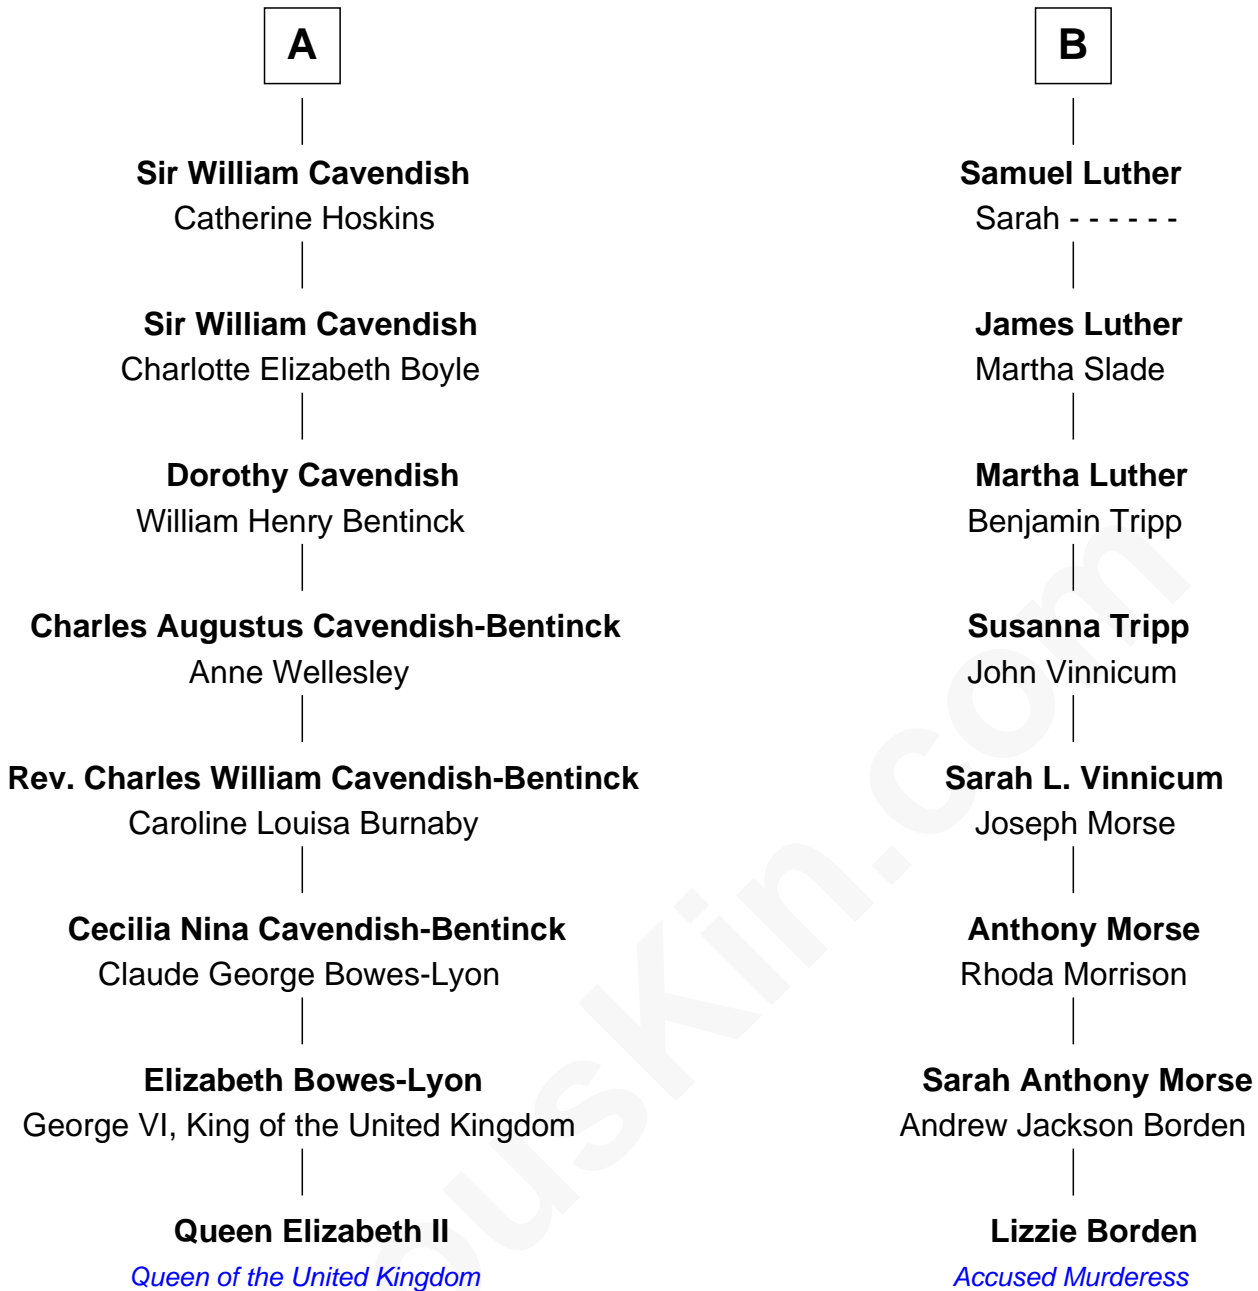 A
Sir William Cavendish
Catherine Hoskins
Sir William Cavendish
Charlotte Elizabeth Boyle
Dorothy Cavendish
William Henry Bentinck
Charles Augustus Cavendish-Bentinck
Anne Wellesley
Rev. Charles William Cavendish-Bentinck
Caroline Louisa Burnaby
Cecilia Nina Cavendish-Bentinck
Claude George Bowes-Lyon
Elizabeth Bowes-Lyon
George VI, King of the United Kingdom
Queen Elizabeth II
Queen of the United Kingdom
B
Samuel Luther
Sarah - - - - - -
James Luther
Martha Slade
Martha Luther
Benjamin Tripp
Susanna Tripp
John Vinnicum
Sarah L. Vinnicum
Joseph Morse
Anthony Morse
Rhoda Morrison
Sarah Anthony Morse
Andrew Jackson Borden
Lizzie Borden
Accused Murderess